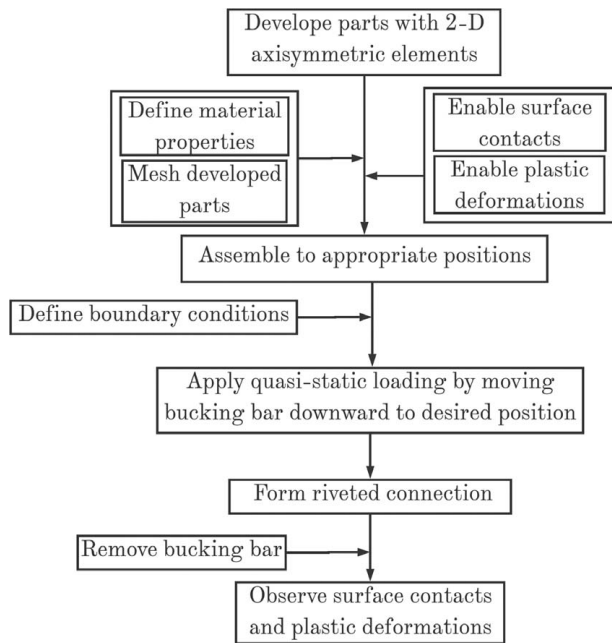 Develope parts with 2-D
axisymmetric elements
Define material
properties
Mesh developed
parts
Enable surface
contacts
Enable plastic
deformations
Assemble to appropriate positions
Define boundary conditions
Apply quasi-static loading by moving
bucking bar downward to desired position
Form riveted connection
Remove bucking bar
Observe surface contacts
and plastic deformations